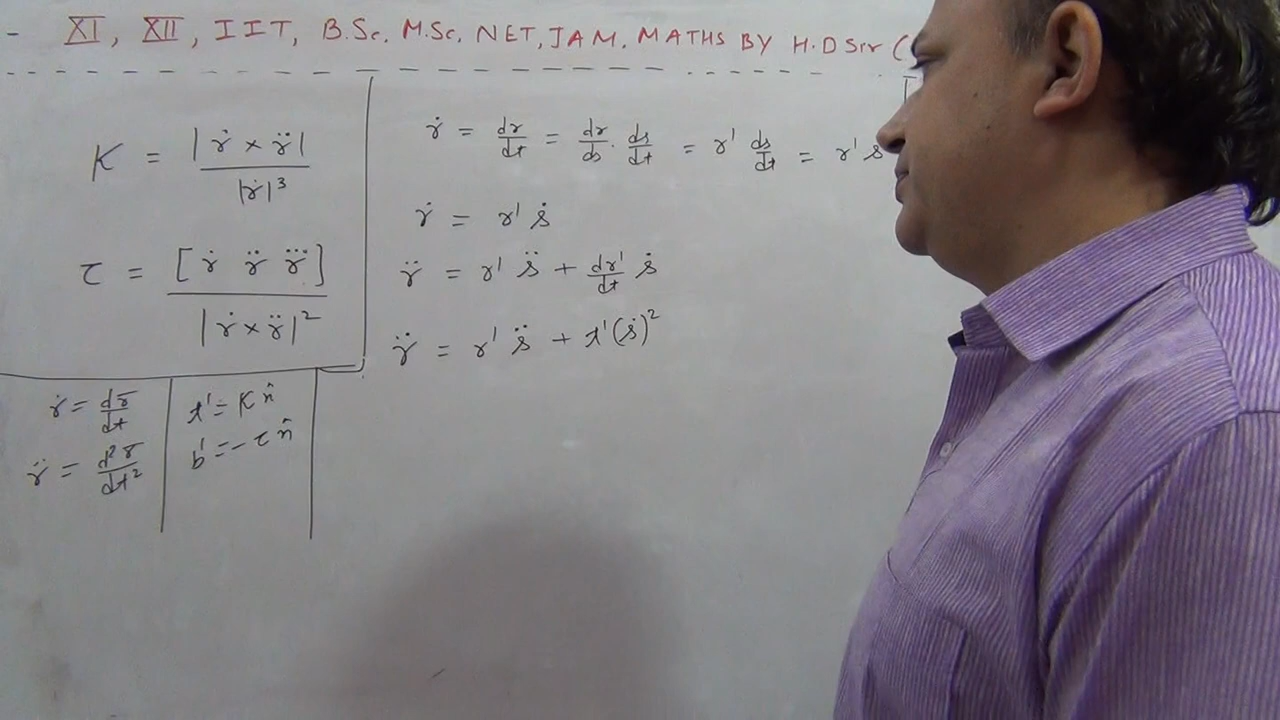 - XI, XII, IIT, B.Sc, M.Sc, NET, JAM, MATHS BY H.D Sir (
K = |ṙ × r̈| / |ṙ|³
τ = [ṙ r̈ r⃛] / |ṙ × r̈|²
ṙ = dr̄/dt
r̈ = d²r̄/dt²
t' = K n̂
b' = -τ n̂
ṙ = dr/dt = dr/ds · ds/dt = r' ds/dt = r' s
ṙ = r' ṡ
r̈ = r' s̈ + dr'/dt ṡ
r̈ = r' s̈ + t'(ṡ)²